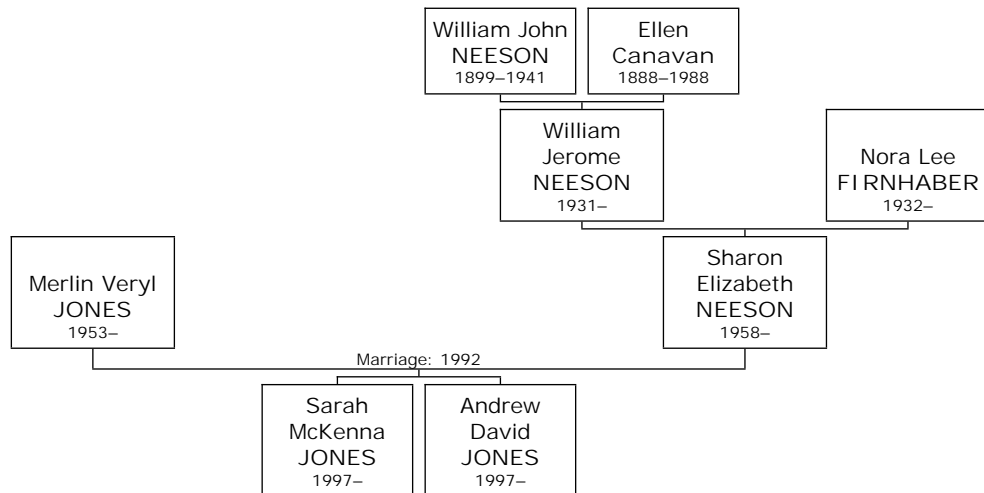 William John
NEESON
1899–1941
Ellen
Canavan
1888–1988
William
Jerome
NEESON
1931–
Nora Lee
FIRNHABER
1932–
Merlin Veryl
JONES
1953–
Sharon
Elizabeth
NEESON
1958–
Marriage: 1992
Sarah
McKenna
JONES
1997–
Andrew
David
JONES
1997–